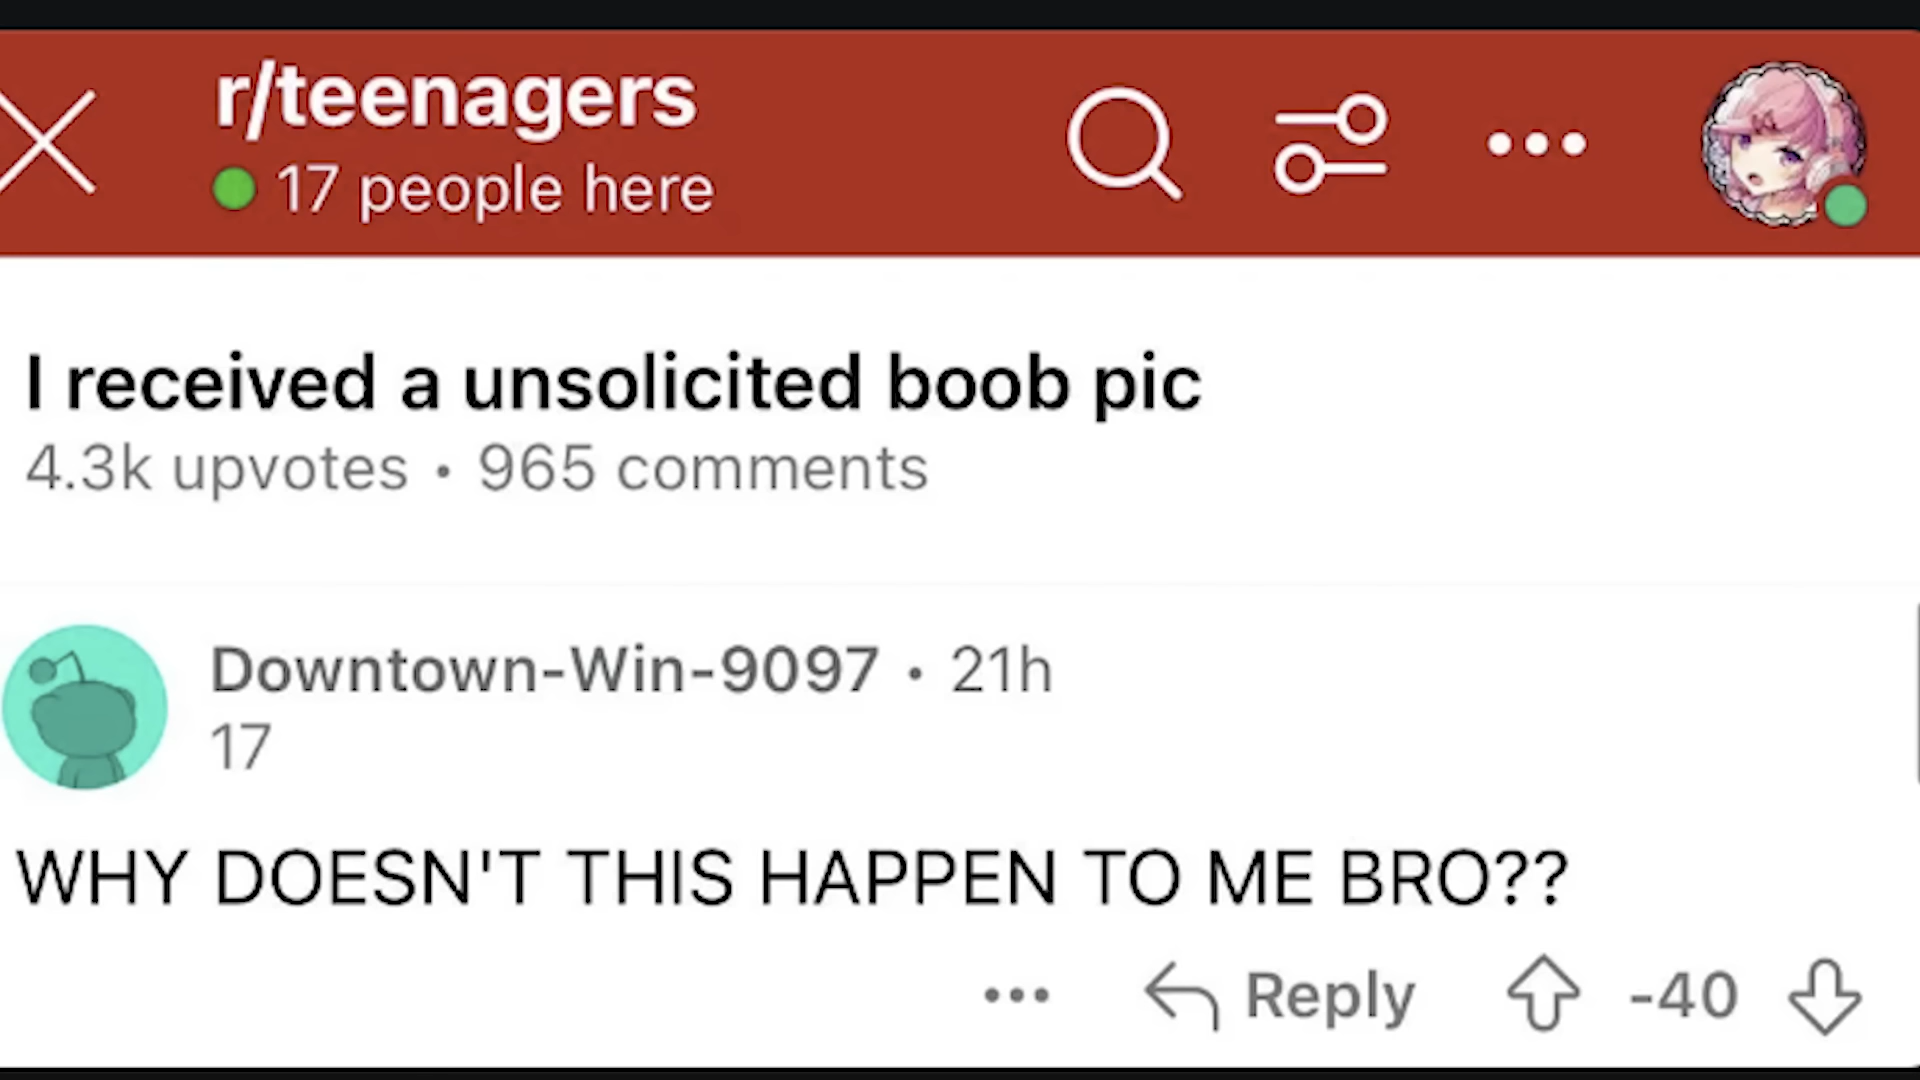 r/teenagers
17 people here
I received a unsolicited boob pic
4.3k upvotes • 965 comments
Downtown-Win-9097 • 21h
17
WHY DOESN'T THIS HAPPEN TO ME BRO??
Reply -40